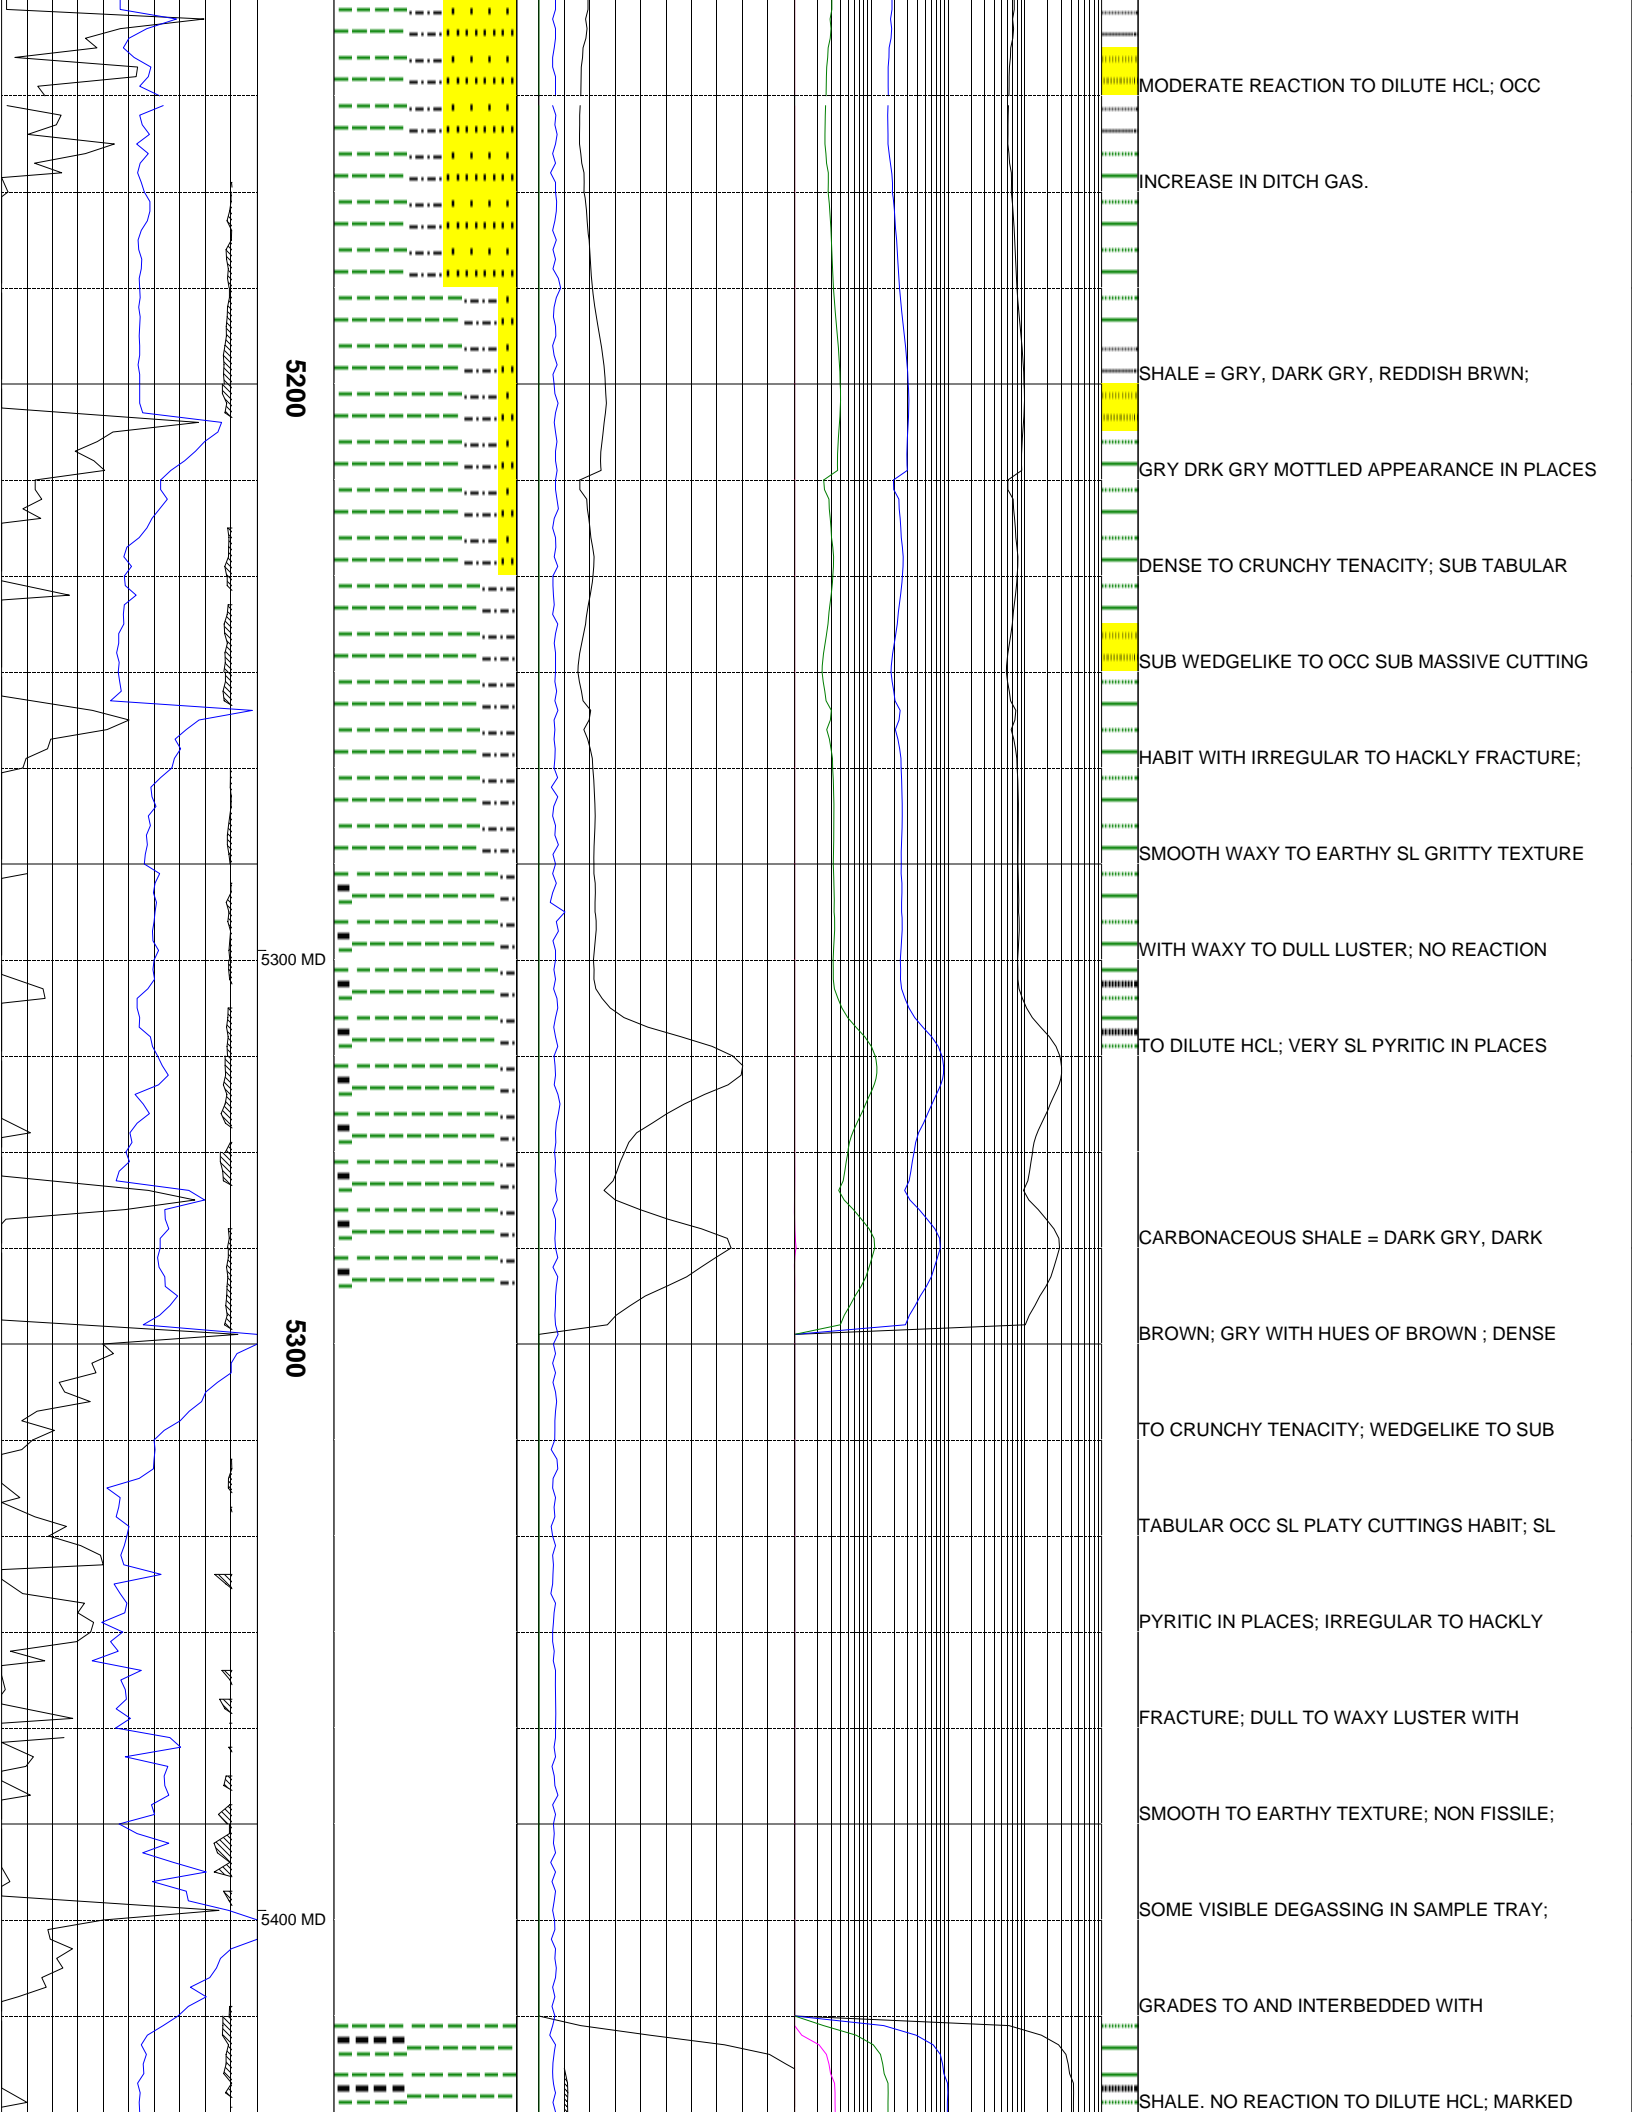 MODERATE REACTION TO DILUTE HCL; OCC
INCREASE IN DITCH GAS.
5200
SHALE = GRY, DARK GRY, REDDISH BRWN;
GRY DRK GRY MOTTLED APPEARANCE IN PLACES
DENSE TO CRUNCHY TENACITY; SUB TABULAR
SUB WEDGELIKE TO OCC SUB MASSIVE CUTTING
HABIT WITH IRREGULAR TO HACKLY FRACTURE;
SMOOTH WAXY TO EARTHY SL GRITTY TEXTURE
WITH WAXY TO DULL LUSTER; NO REACTION
5300 MD
TO DILUTE HCL; VERY SL PYRITIC IN PLACES
CARBONACEOUS SHALE = DARK GRY, DARK
BROWN; GRY WITH HUES OF BROWN ; DENSE
5300
TO CRUNCHY TENACITY; WEDGELIKE TO SUB
TABULAR OCC SL PLATY CUTTINGS HABIT; SL
PYRITIC IN PLACES; IRREGULAR TO HACKLY
FRACTURE; DULL TO WAXY LUSTER WITH
SMOOTH TO EARTHY TEXTURE; NON FISSILE;
SOME VISIBLE DEGASSING IN SAMPLE TRAY;
5400 MD
GRADES TO AND INTERBEDDED WITH
SHALE. NO REACTION TO DILUTE HCL; MARKED